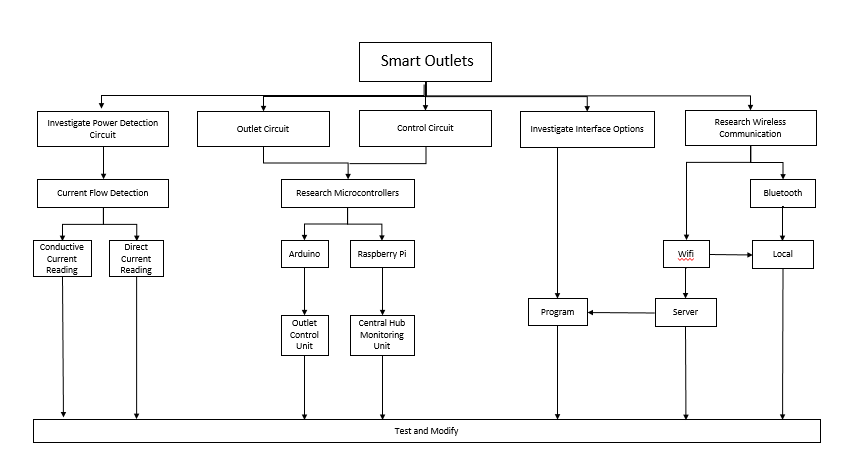 Smart Outlets
Investigate Power Detection
Circuit
Outlet Circuit
Control Circuit
Investigate Interface Options
Research Wireless
Communication
Current Flow Detection
Research Microcontrollers
Bluetooth
Conductive
Current
Reading
Direct
Current
Reading
Arduino
Raspberry Pi
Wifi
Local
Outlet
Control
Unit
Central Hub
Monitoring
Unit
Program
Server
Test and Modify